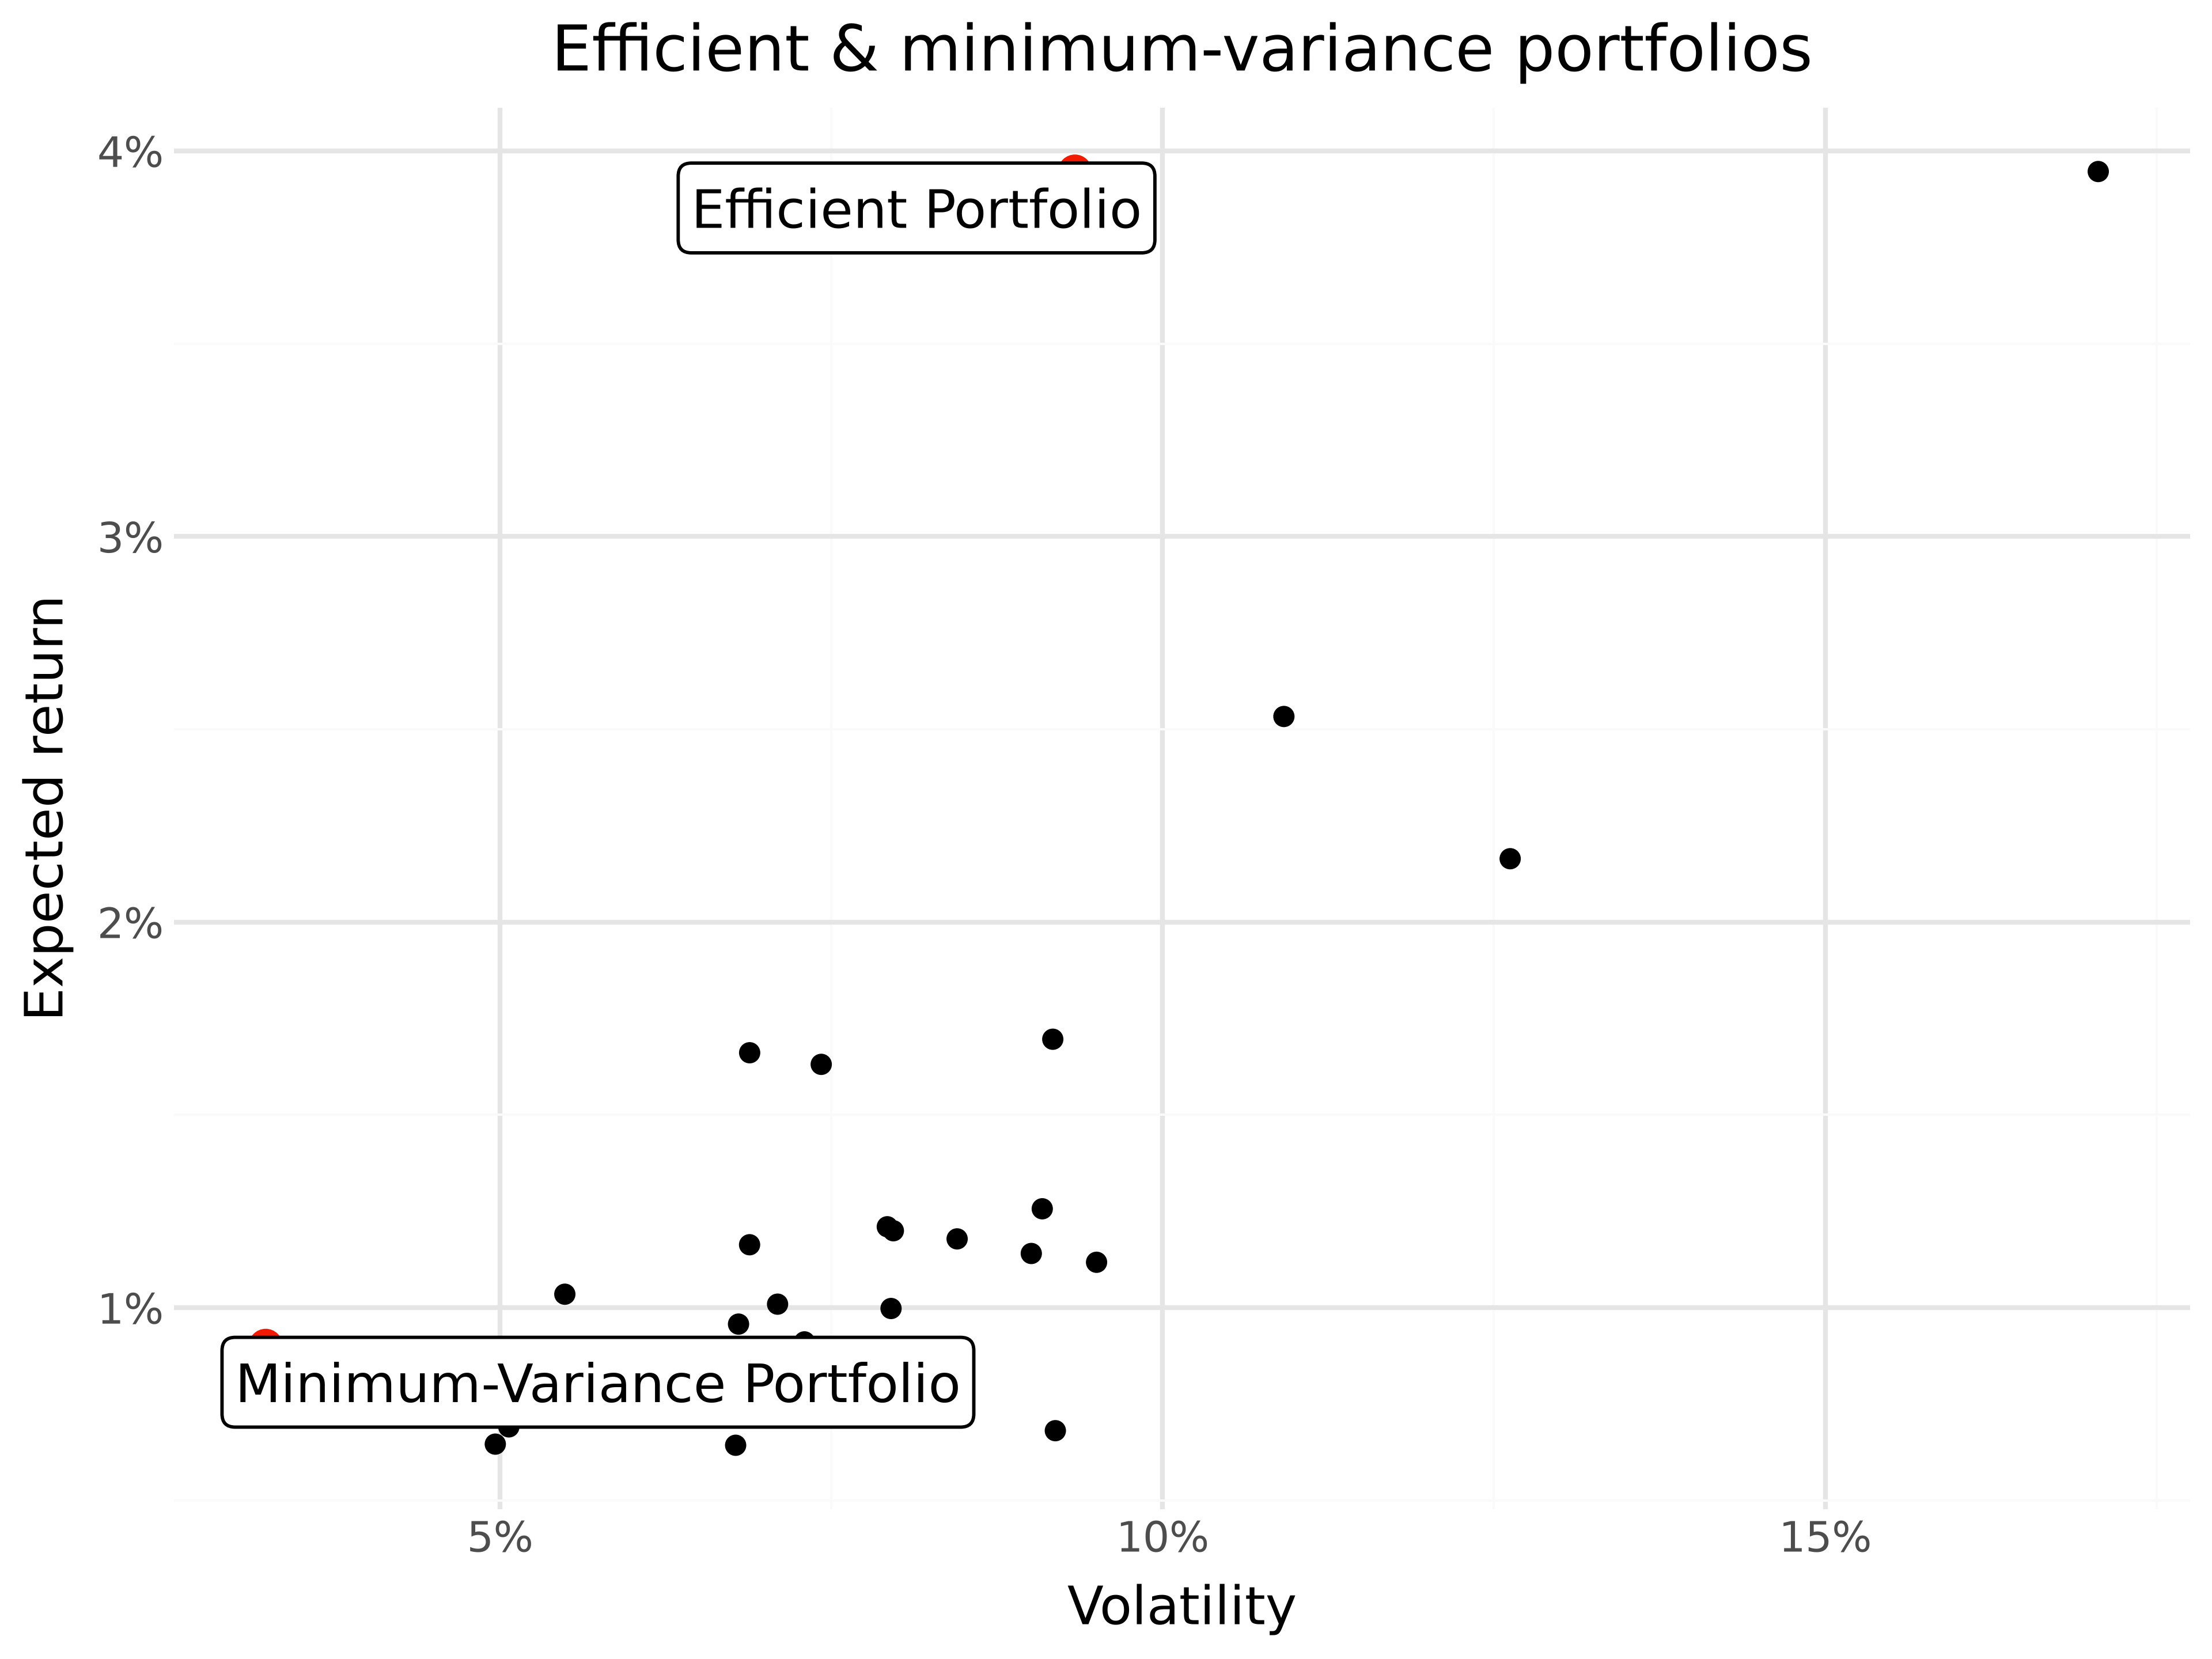 Efficient & minimum-variance portfolios
4%
Efficient Portfolio
3%
Expected return
2%
1%
Minimum-Variance Portfolio
5%
10%
15%
Volatility